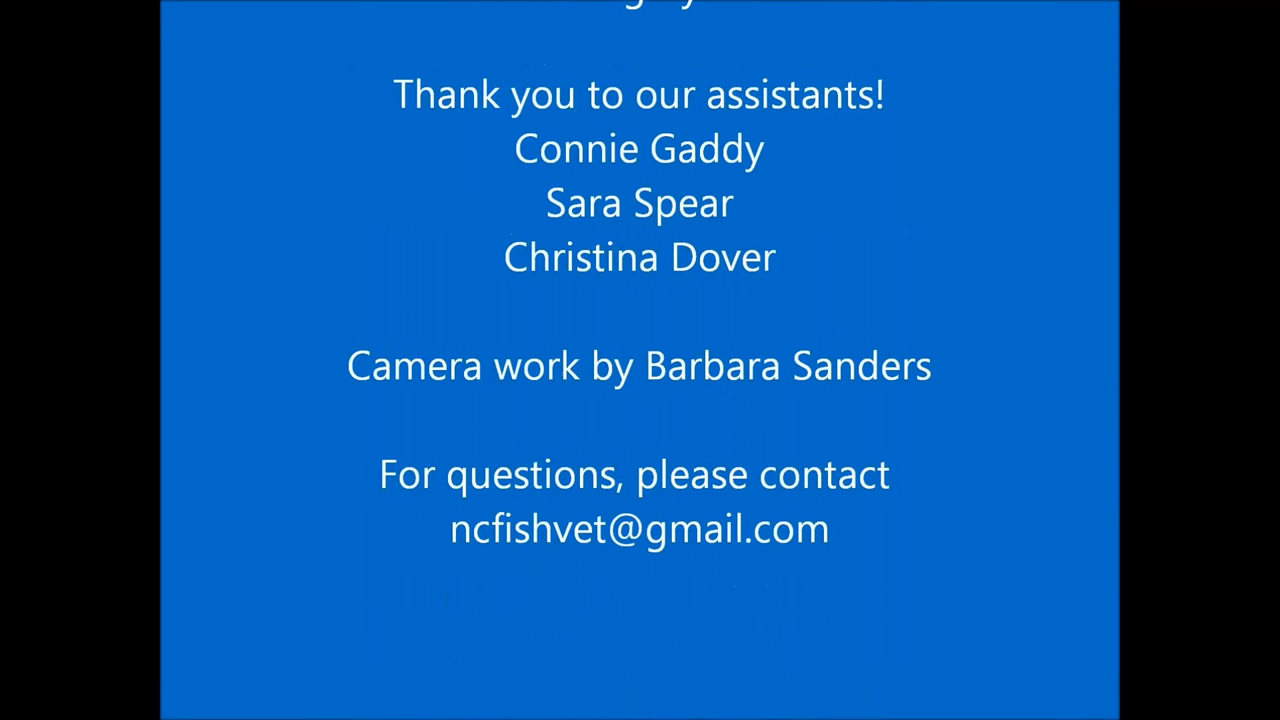 Thank you to our assistants!
Connie Gaddy
Sara Spear
Christina Dover
Camera work by Barbara Sanders
For questions, please contact
ncfishvet@gmail.com